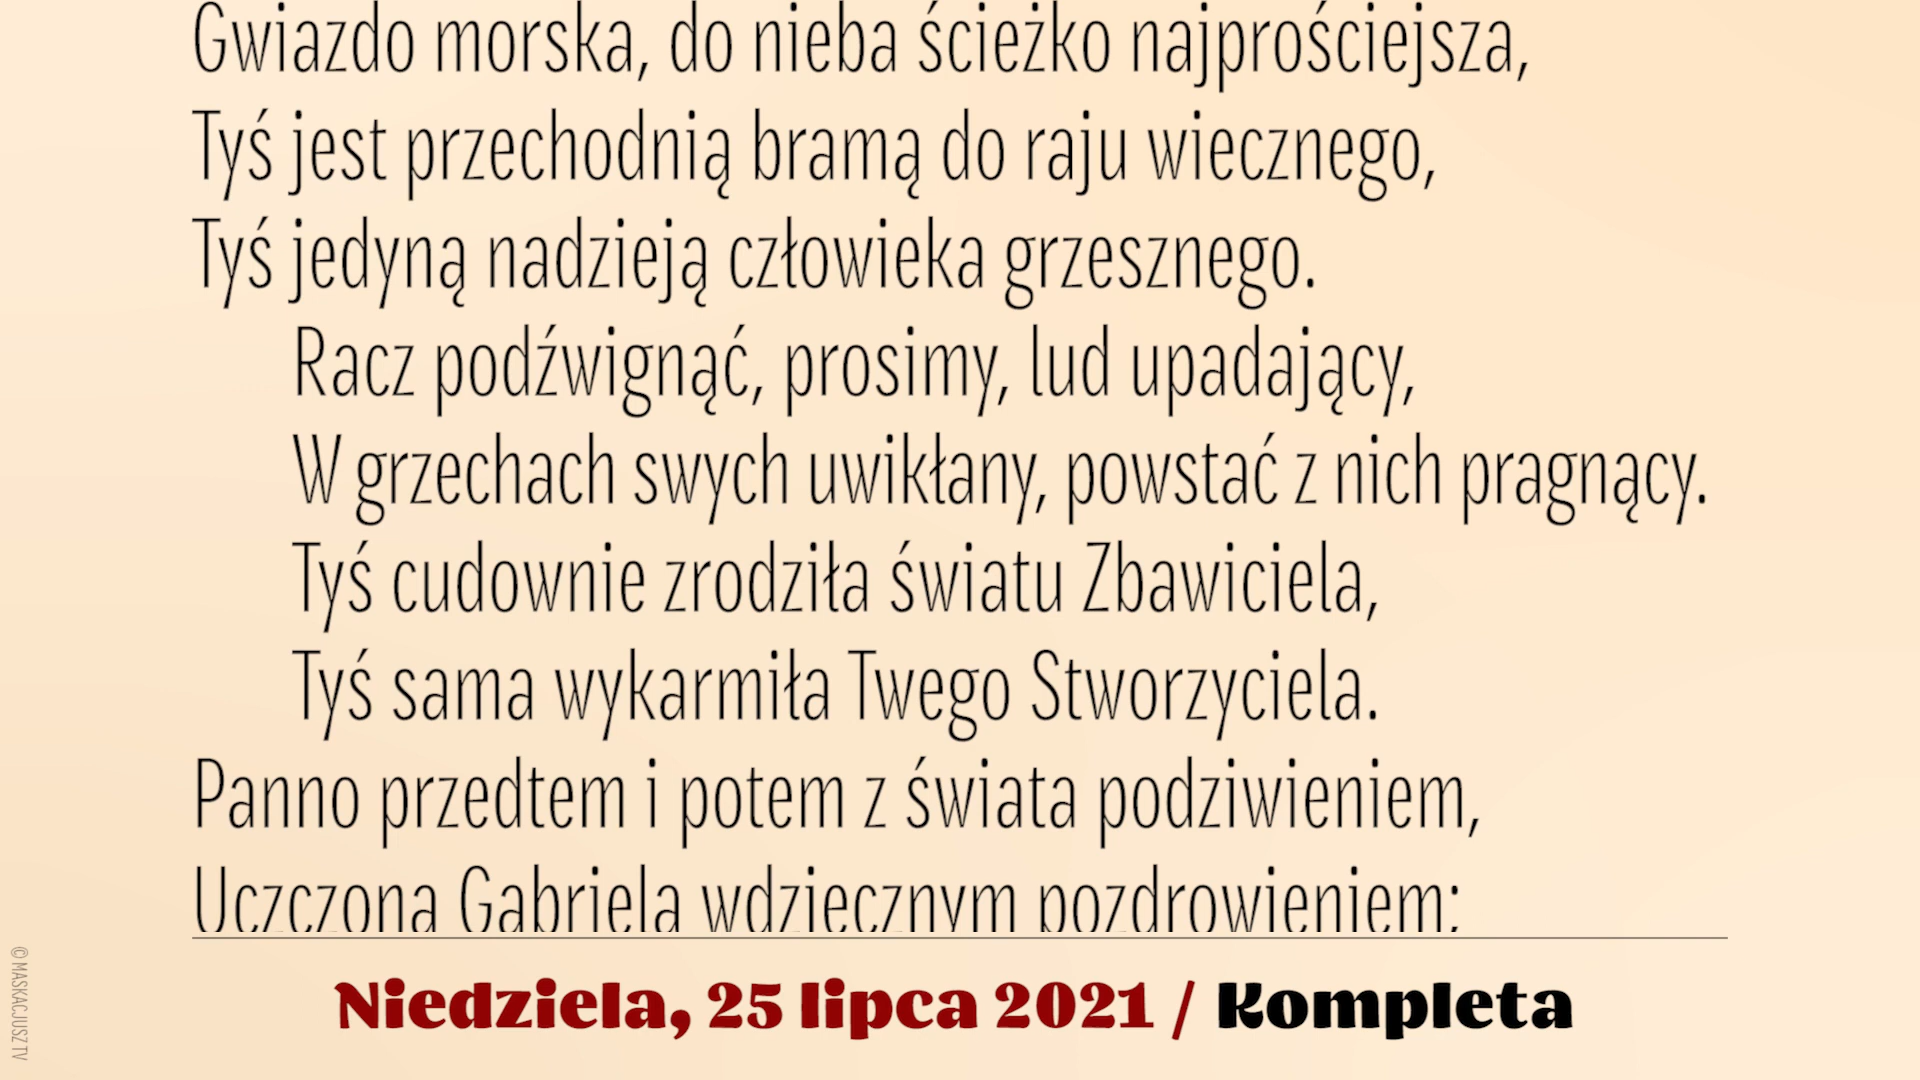 Gwiazdo morska, do nieba ścieżko najprościejsza,
Tyś jest przechodnią bramą do raju wiecznego,
Tyś jedyną nadzieją człowieka grzesznego.
Racz podźwignąć, prosimy, lud upadający,
W grzechach swych uwikłany, powstać z nich pragnący.
Tyś cudownie zrodziła światu Zbawiciela,
Tyś sama wykarmiła Twego Stworzyciela.
Panno przedtem i potem z świata podziwieniem,
Uczczona Gabriela wdzięcznym pozdrowieniem;
Niedziela, 25 lipca 2021 / Kompleta
© MASKACJUSZ TV